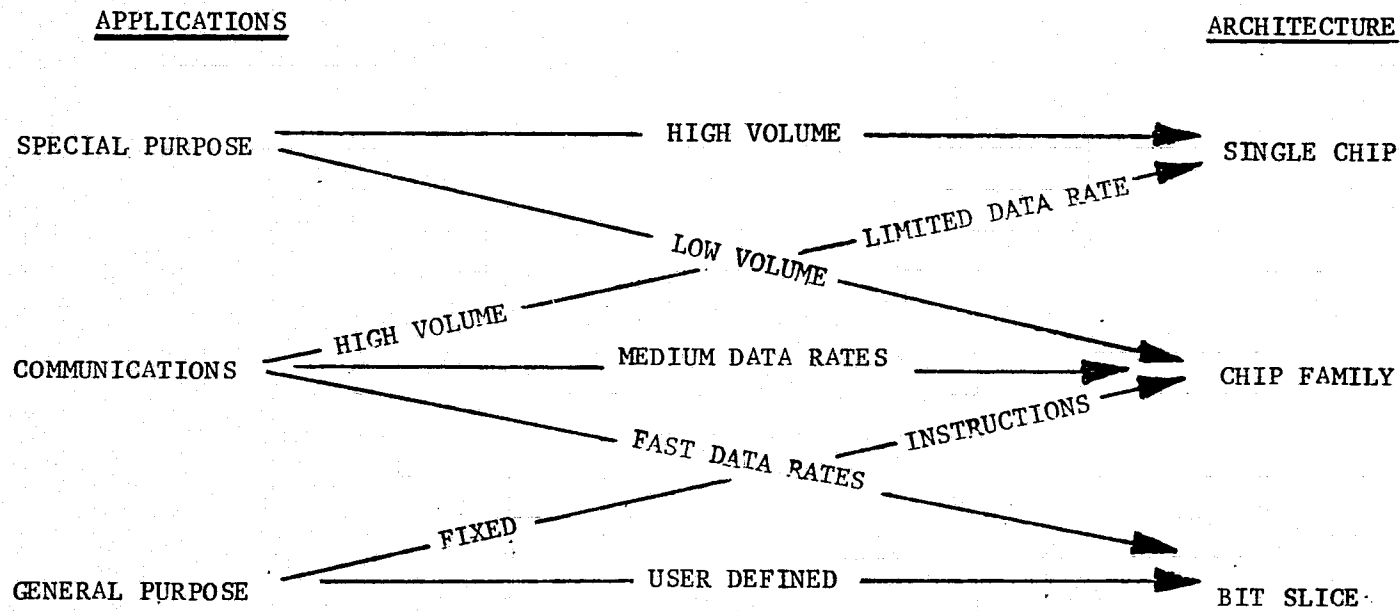 APPLICATIONS
ARCHITECTURE
SPECIAL PURPOSE
HIGH VOLUME
SINGLE CHIP
LIMITED DATA RATE
LOW VOLUME
HIGH VOLUME
COMMUNICATIONS
MEDIUM DATA RATES
CHIP FAMILY
INSTRUCTIONS
FAST DATA RATES
FIXED
GENERAL PURPOSE
USER DEFINED
BIT SLICE